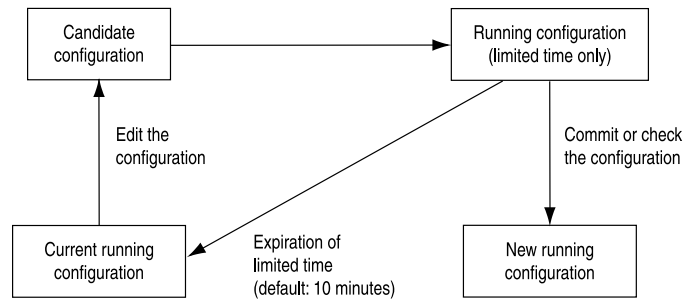 Candidate
configuration
Running configuration
(limited time only)
Edit the
configuration
Commit or check
the configuration
Current running
configuration
Expiration of
limited time
(default: 10 minutes)
New running
configuration